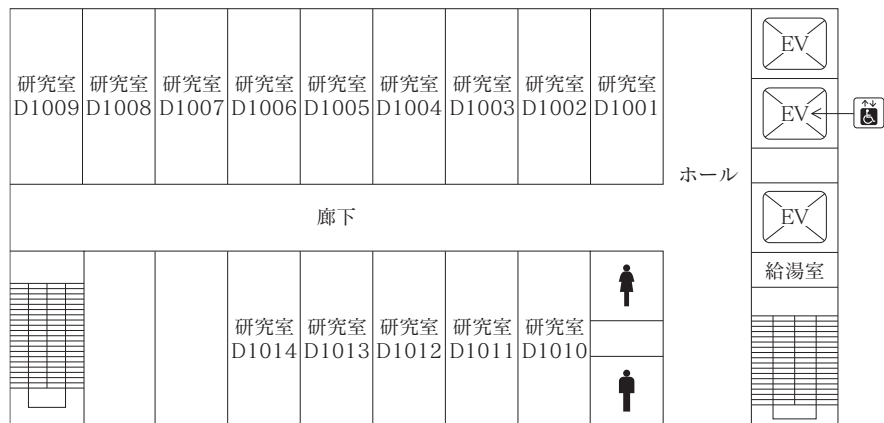 研究室
D1009
研究室
D1008
研究室
D1007
研究室
D1006
研究室
D1005
研究室
D1004
研究室
D1003
研究室
D1002
研究室
D1001
EV
EV
ホール
廊下
EV
給湯室
研究室
D1014
研究室
D1013
研究室
D1012
研究室
D1011
研究室
D1010